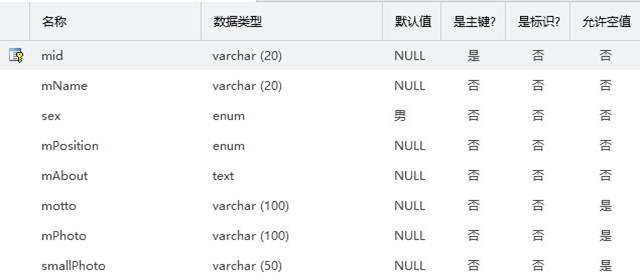 名称 数据类型 默认值 是主键? 是标识? 允许空值
mid varchar (20) NULL 是 否 否
mName varchar (20) NULL 否 否 否
sex enum 男 否 否 否
mPosition enum NULL 否 否 否
mAbout text NULL 否 否 否
motto varchar (100) NULL 否 否 是
mPhoto varchar (100) NULL 否 否 是
smallPhoto varchar (50) NULL 否 否 是